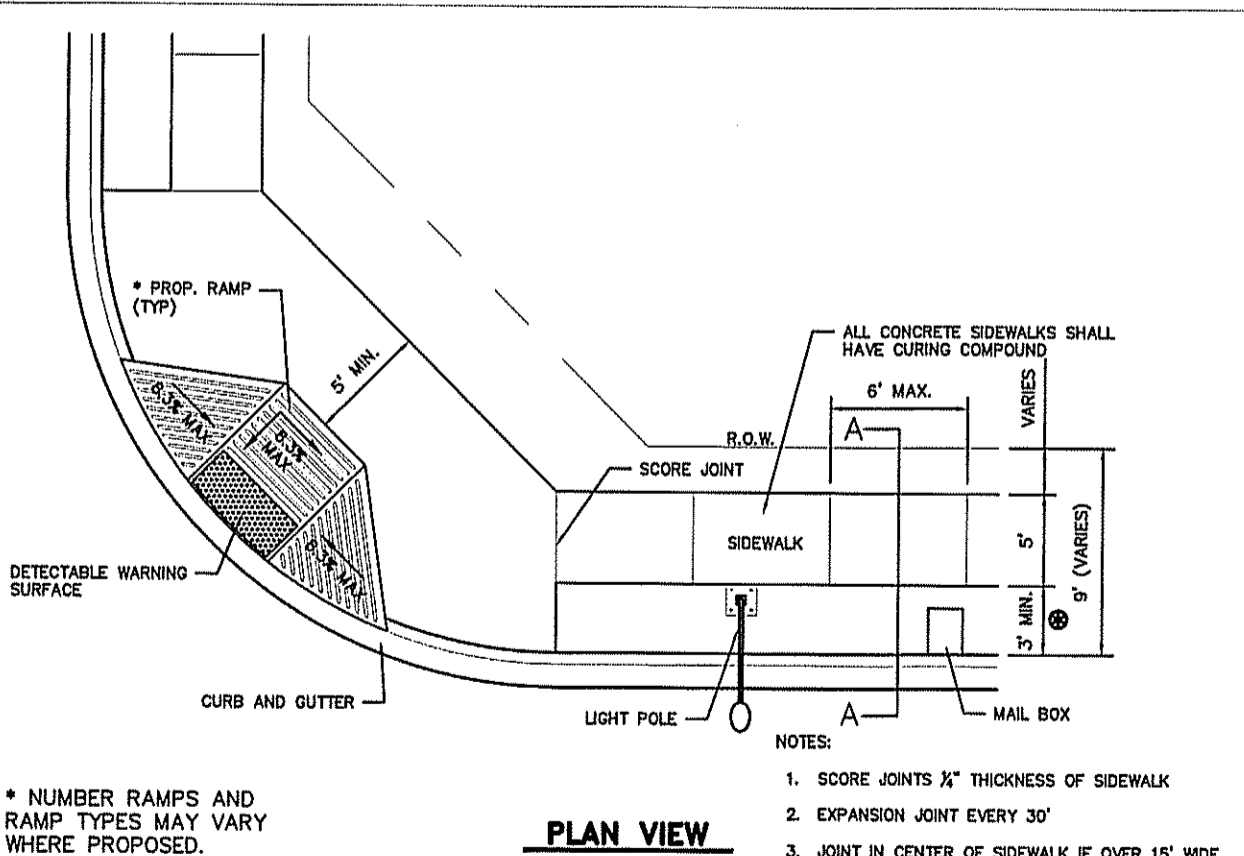 * PROP. RAMP
(TYP)
5' MIN.
8.3% MAX
8.3%
MAX
8.3% MAX
DETECTABLE WARNING
SURFACE
CURB AND GUTTER
ALL CONCRETE SIDEWALKS SHALL
HAVE CURING COMPOUND
6' MAX.
VARIES
A
R.O.W.
SCORE JOINT
SIDEWALK
5'
9' (VARIES)
3' MIN.
LIGHT POLE
A
MAIL BOX
NOTES:
1. SCORE JOINTS ¼" THICKNESS OF SIDEWALK
2. EXPANSION JOINT EVERY 30'
3. JOINT IN CENTER OF SIDEWALK IF OVER 15' WIDE
* NUMBER RAMPS AND
RAMP TYPES MAY VARY
WHERE PROPOSED.
PLAN VIEW